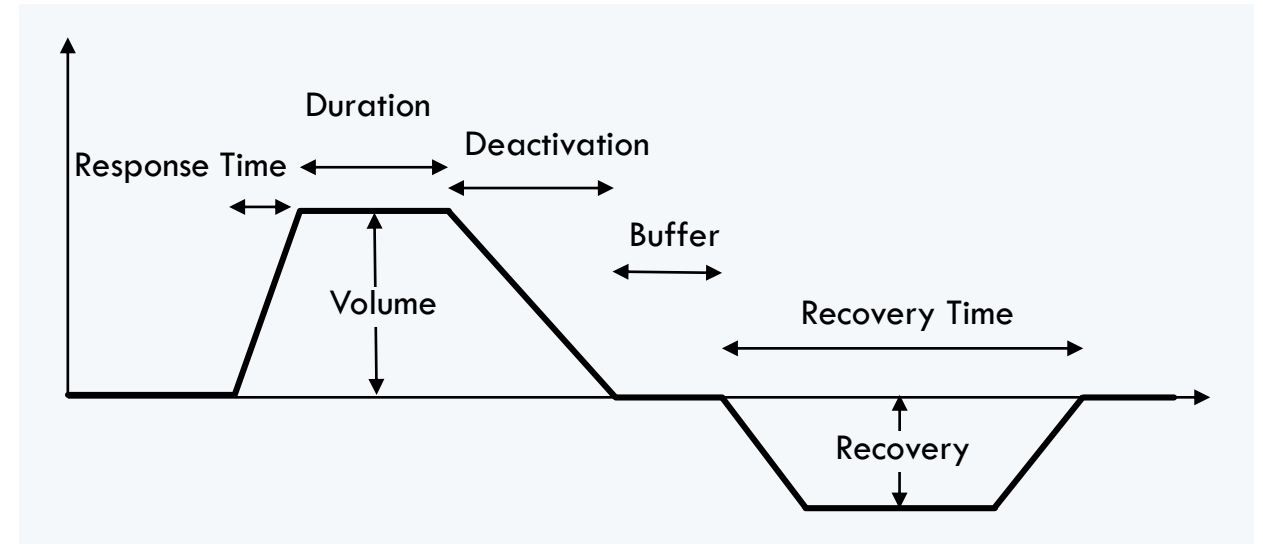 Duration
Deactivation
Response Time
Buffer
Volume
Recovery Time
Recovery